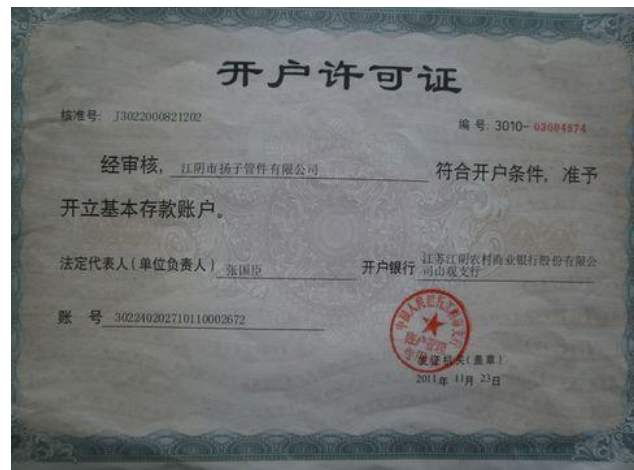 开户许可证
核准号: J3022000821202
编 号: 3010- 03004574
经审核, 江阴市扬子管件有限公司 符合开户条件, 准予
开立基本存款账户。
法定代表人(单位负责人) 张国臣 开户银行 江苏江阴农村商业银行股份有限公
司山观支行
账 号 302240202710110002672
账户管理
发证机关(盖章)
2011年 11月 23日